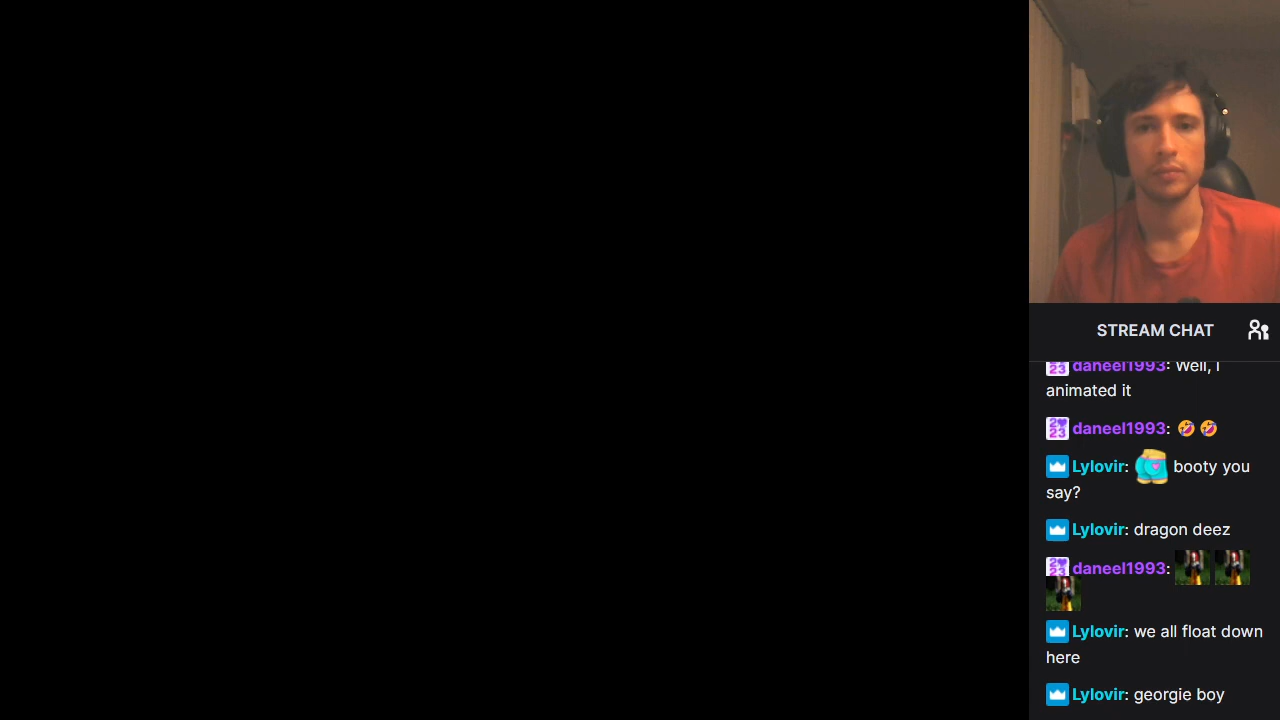 STREAM CHAT
daneel1993: Well, I
animated it
daneel1993: 🤣 🤣
Lylovir: booty you
say?
Lylovir: dragon deez
daneel1993:
Lylovir: we all float down
here
Lylovir: georgie boy